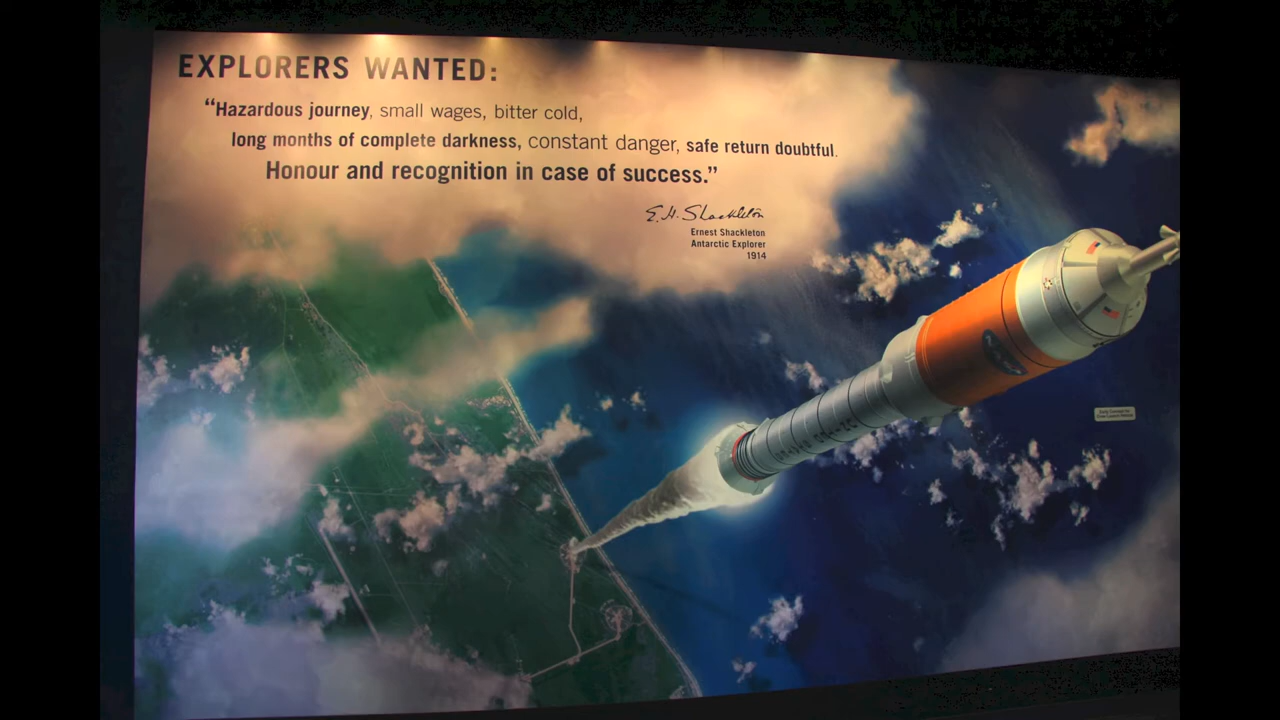 EXPLORERS WANTED:
“Hazardous journey, small wages, bitter cold,
long months of complete darkness, constant danger, safe return doubtful.
Honour and recognition in case of success.”
E.H. Shackleton
Ernest Shackleton
Antarctic Explorer
1914